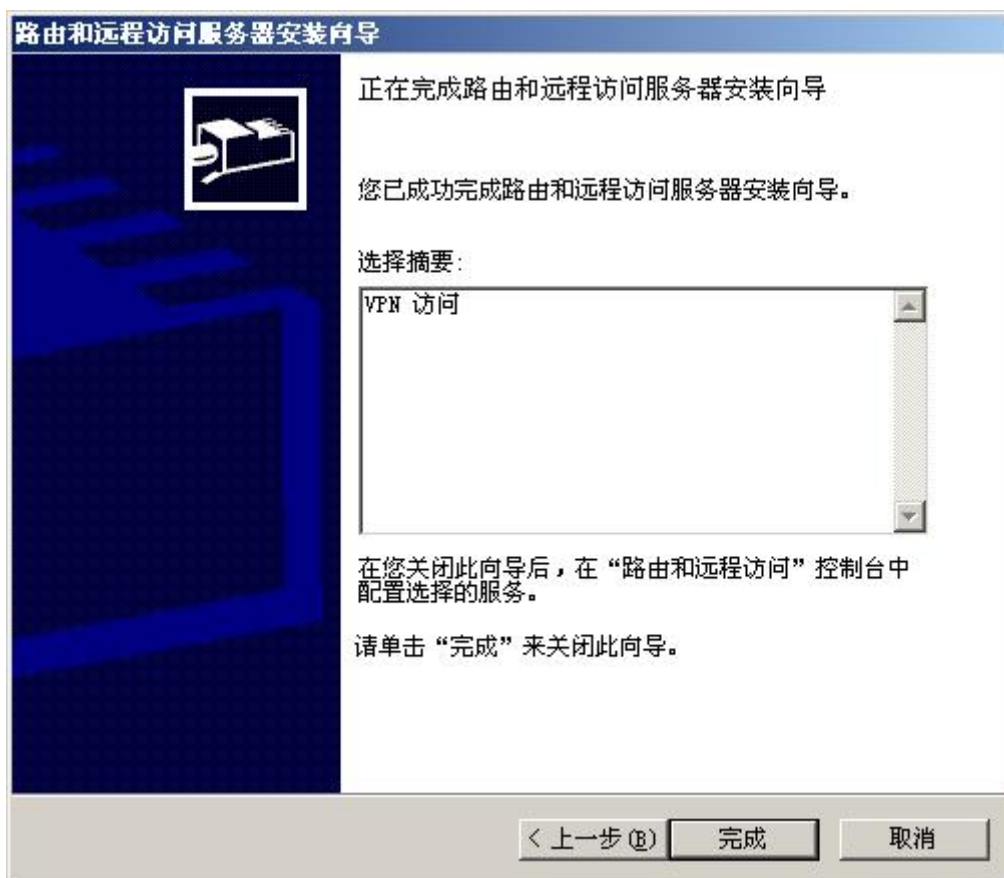 路由和远程访问服务器安装向导
正在完成路由和远程访问服务器安装向导
您已成功完成路由和远程访问服务器安装向导。
选择摘要:
VPN 访问
在您关闭此向导后，在“路由和远程访问”控制台中
配置选择的服务。
请单击“完成”来关闭此向导。
< 上一步(B) 完成 取消